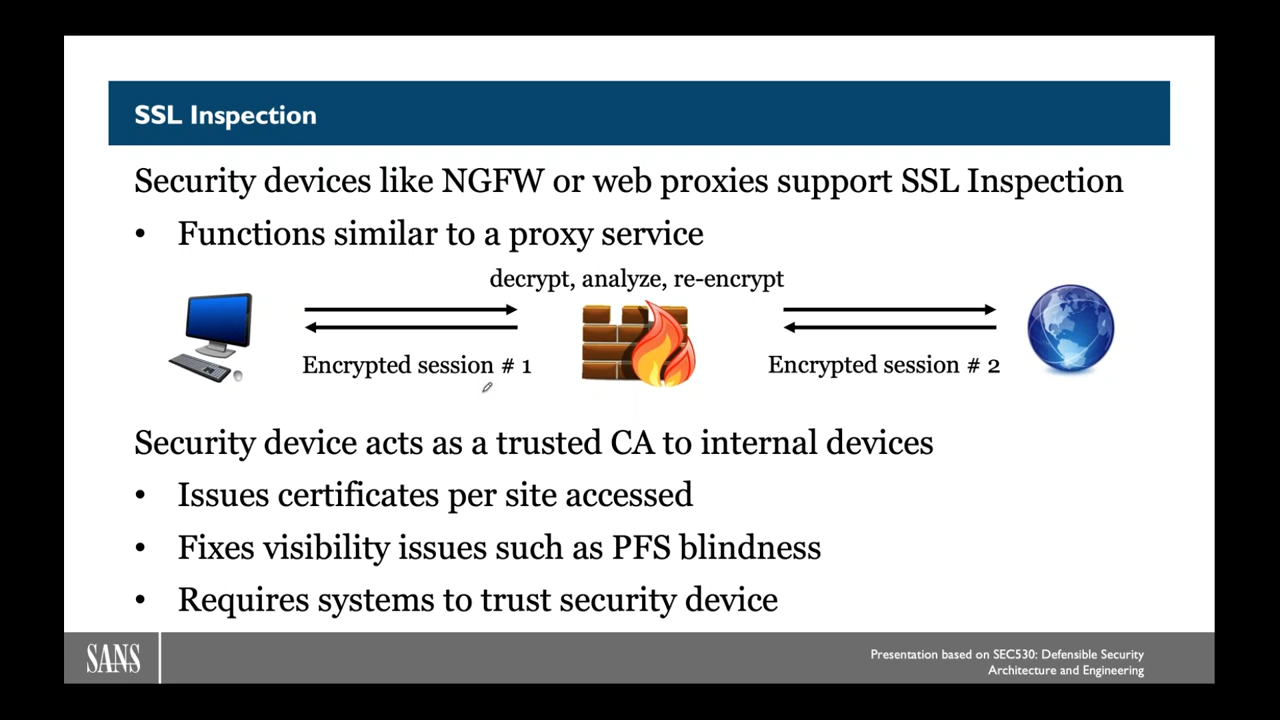 SSL Inspection
Security devices like NGFW or web proxies support SSL Inspection
• Functions similar to a proxy service
decrypt, analyze, re-encrypt
Encrypted session # 1
Encrypted session # 2
Security device acts as a trusted CA to internal devices
• Issues certificates per site accessed
• Fixes visibility issues such as PFS blindness
• Requires systems to trust security device
SANS
Presentation based on SEC530: Defensible Security
Architecture and Engineering